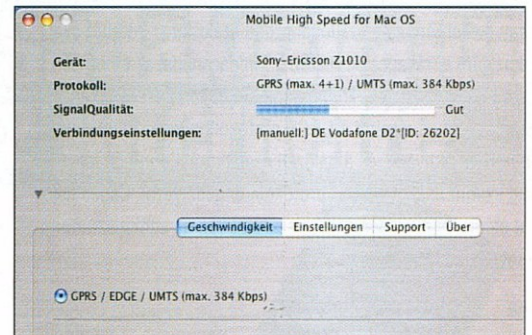 Mobile High Speed for Mac OS
Gerät: Sony-Ericsson Z1010
Protokoll: GPRS (max. 4+1) / UMTS (max. 384 Kbps)
SignalQualität: Gut
Verbindungseinstellungen: [manuell:] DE Vodafone D2*[ID: 26202]
Geschwindigkeit Einstellungen Support Über
GPRS / EDGE / UMTS (max. 384 Kbps)